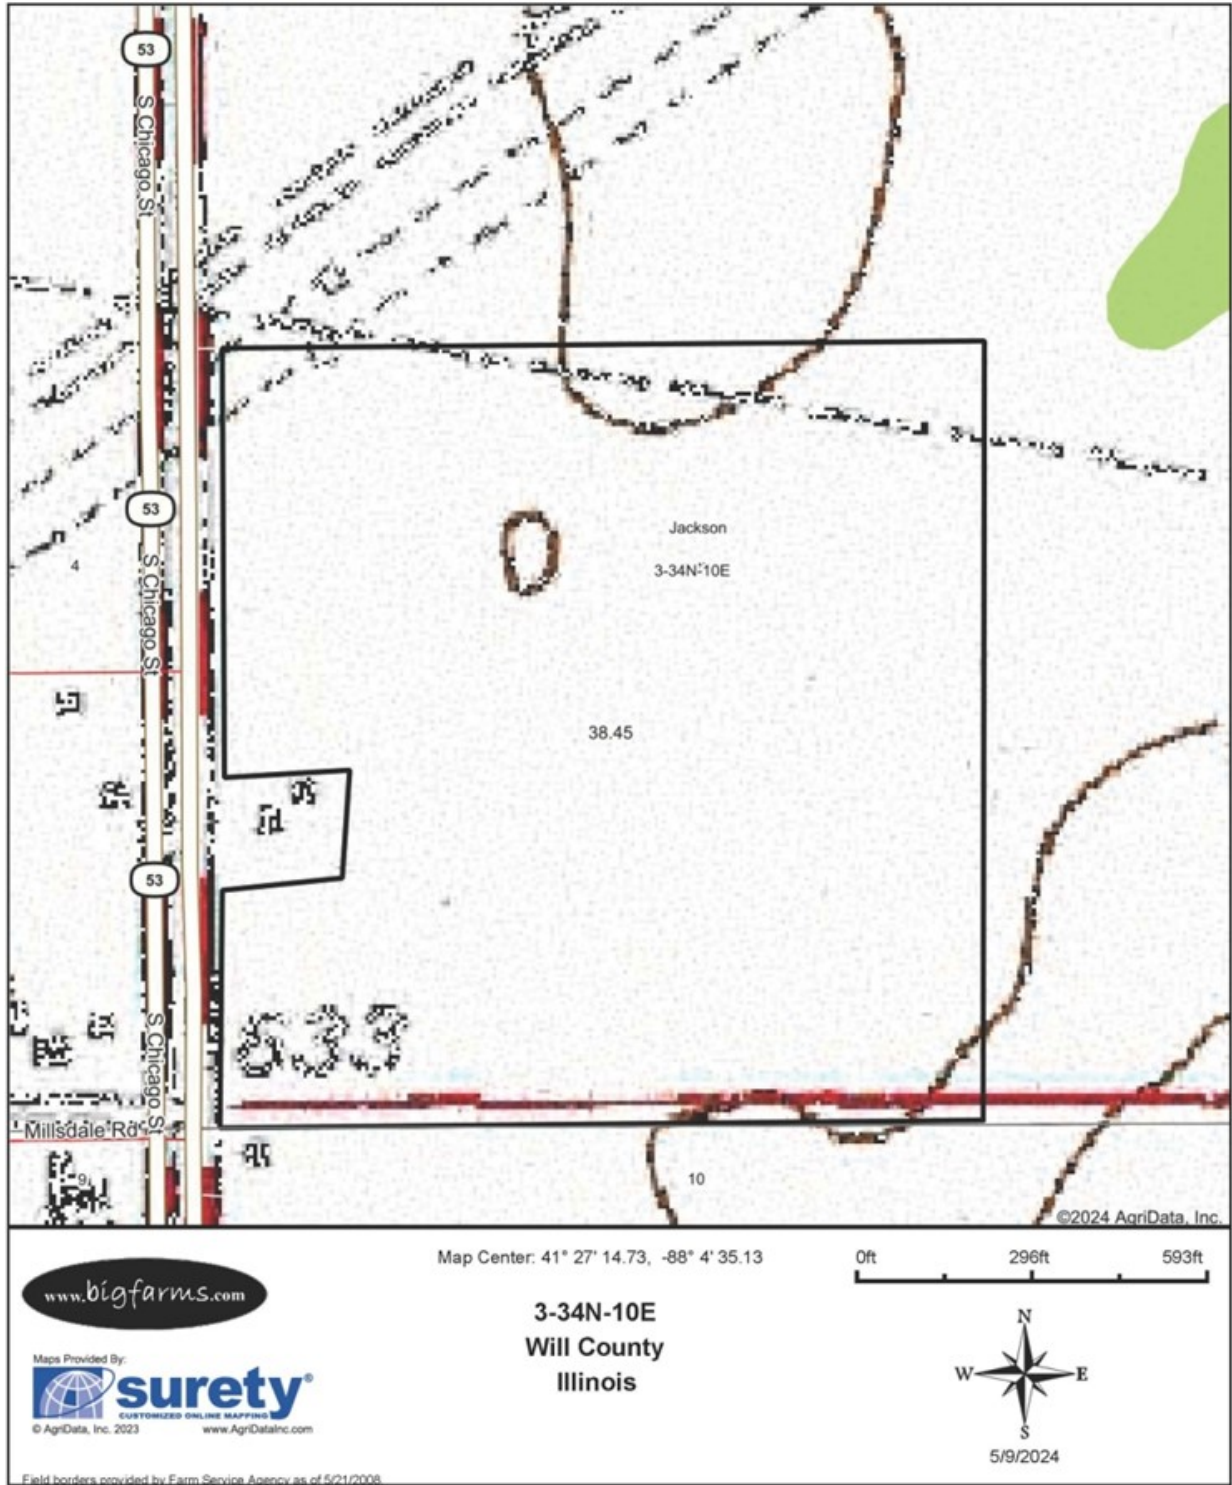 53
S Chicago St
Jackson
3-34N-10E
53
4
S Chicago St
38.45
53
S Chicago St
633
Millsdale Rd
9
10
©2024 AgriData, Inc.
www.bigfarms.com
Map Center: 41° 27' 14.73, -88° 4' 35.13
0ft 296ft 593ft
3-34N-10E
Will County
Illinois
Maps Provided By:
surety®
CUSTOMIZED ONLINE MAPPING
© AgriData, Inc. 2023 www.AgriDataInc.com
N
W E
S
5/9/2024
Field borders provided by Farm Service Agency as of 5/21/2008.